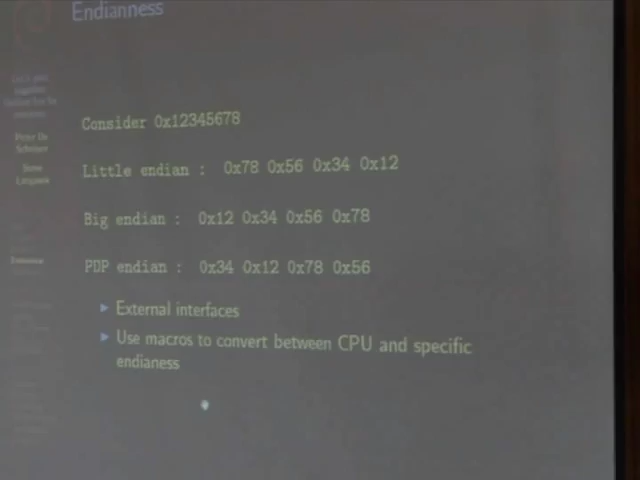 Endianness
Consider 0x12345678
Little endian : 0x78 0x56 0x34 0x12
Big endian : 0x12 0x34 0x56 0x78
PDP endian : 0x34 0x12 0x78 0x56
External interfaces
Use macros to convert between CPU and specific
endianess